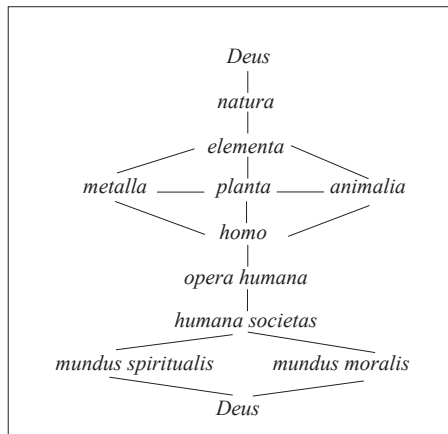 Deus
natura
elementa
metalla planta animalia
homo
opera humana
humana societas
mundus spiritualis mundus moralis
Deus